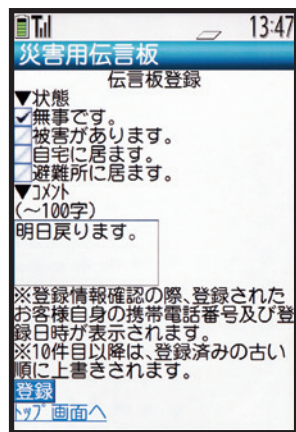 13:47
災害用伝言板
伝言板登録
▼状態
無事です。
被害があります。
自宅に居ます。
避難所に居ます。
▼ｺﾒﾝﾄ
(～100字)
明日戻ります。
※登録情報確認の際、登録された
お客様自身の携帯電話番号及び登
録日時が表示されます。
※10件目以降は、登録済みの古い
順に上書きされます。
登録
ﾄｯﾌﾟ画面へ